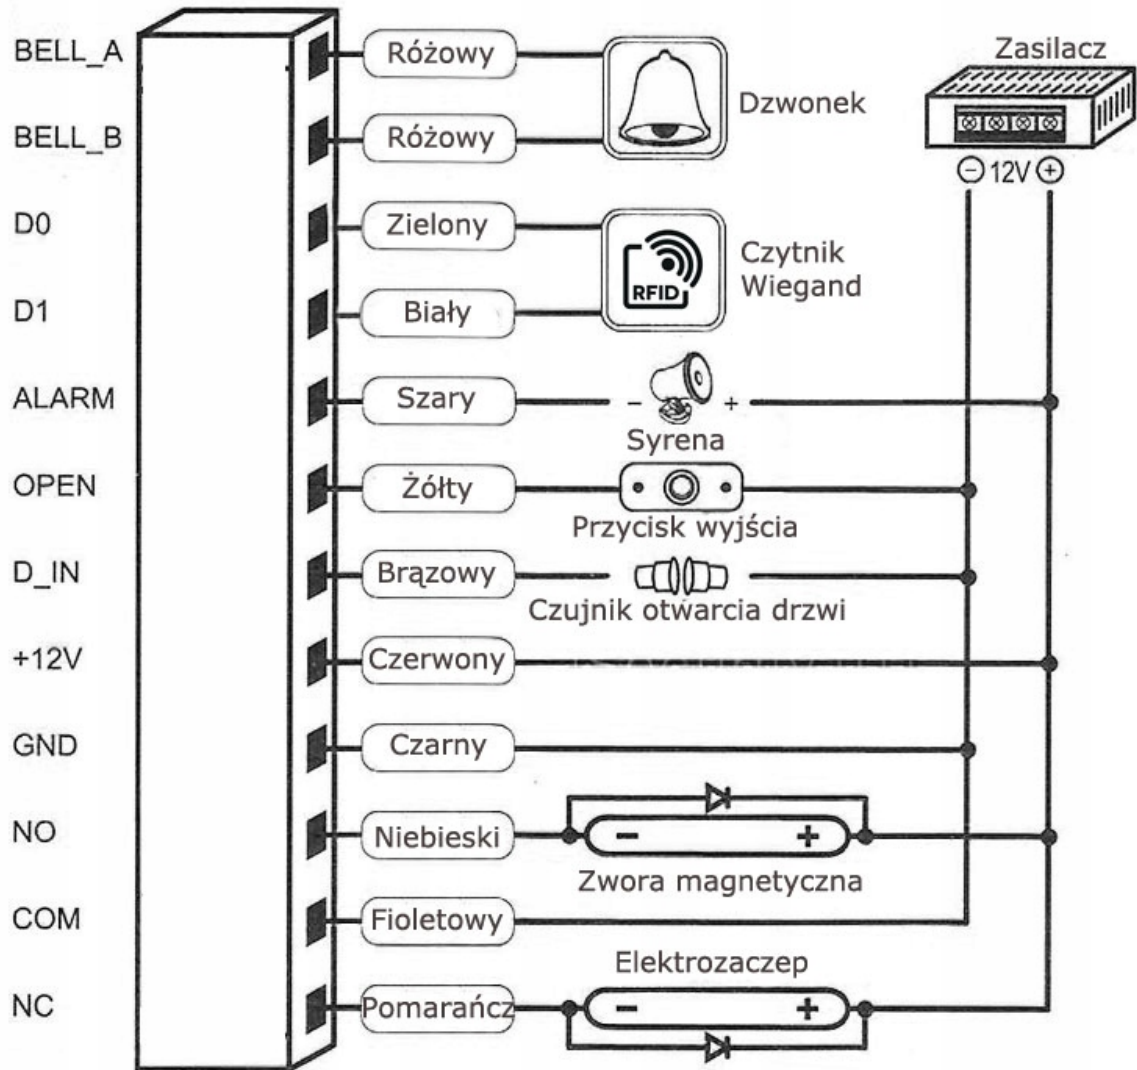 BELL_A
Różowy
Zasilacz
Dzwonek
BELL_B
Różowy
− 12V +
D0
Zielony
Czytnik
Wiegand
RFID
D1
Biały
ALARM
Szary
− +
Syrena
OPEN
Żółty
Przycisk wyjścia
D_IN
Brązowy
Czujnik otwarcia drzwi
+12V
Czerwony
GND
Czarny
NO
Niebieski
− +
Zwora magnetyczna
COM
Fioletowy
Elektrozaczep
NC
Pomarańcz
− +